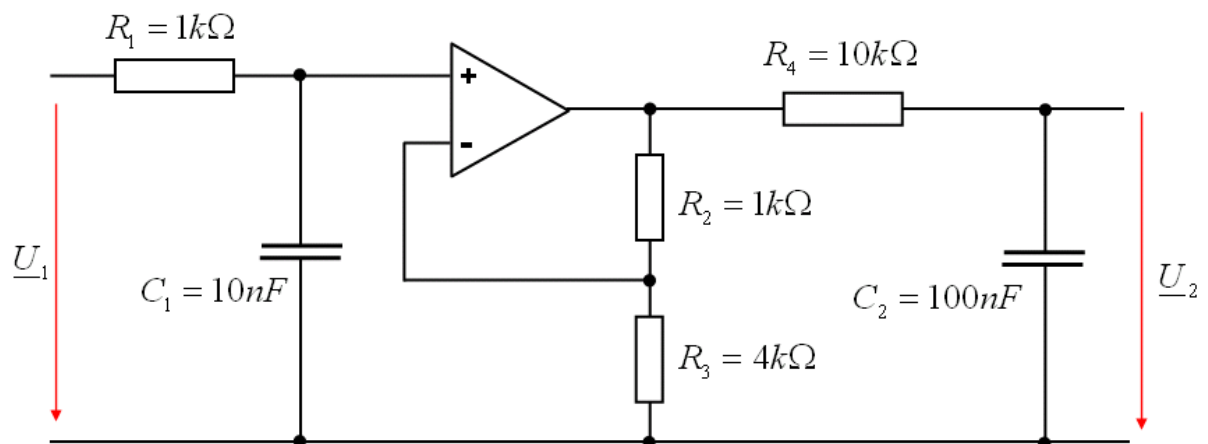 R₁ = 1kΩ
R₄ = 10kΩ
+
-
R₂ = 1kΩ
U₁
C₁ = 10nF
C₂ = 100nF
U₂
R₃ = 4kΩ